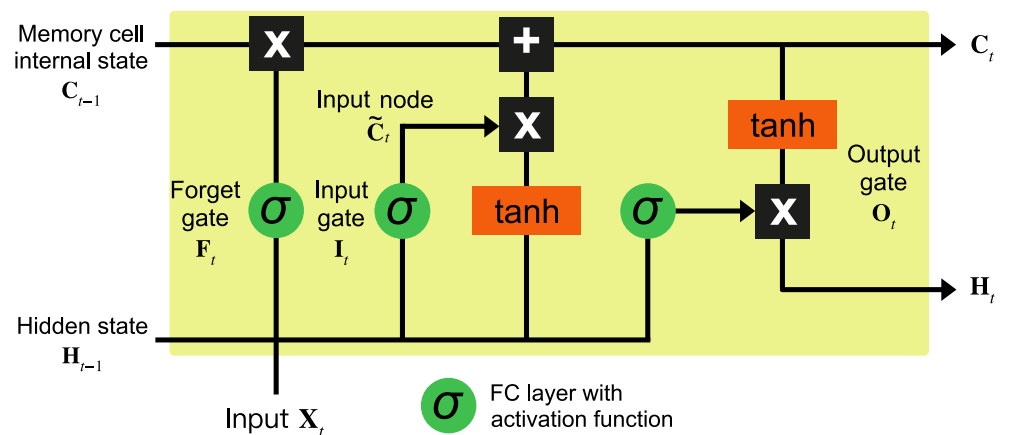 Memory cell
internal state
C_{t−1}
x
+
C_t
Input node
C̃_t
x
tanh
Forget
gate
F_t
σ
Input
gate
I_t
σ
tanh
σ
x
Output
gate
O_t
H_t
Hidden state
H_{t−1}
Input X_t
σ
FC layer with
activation function